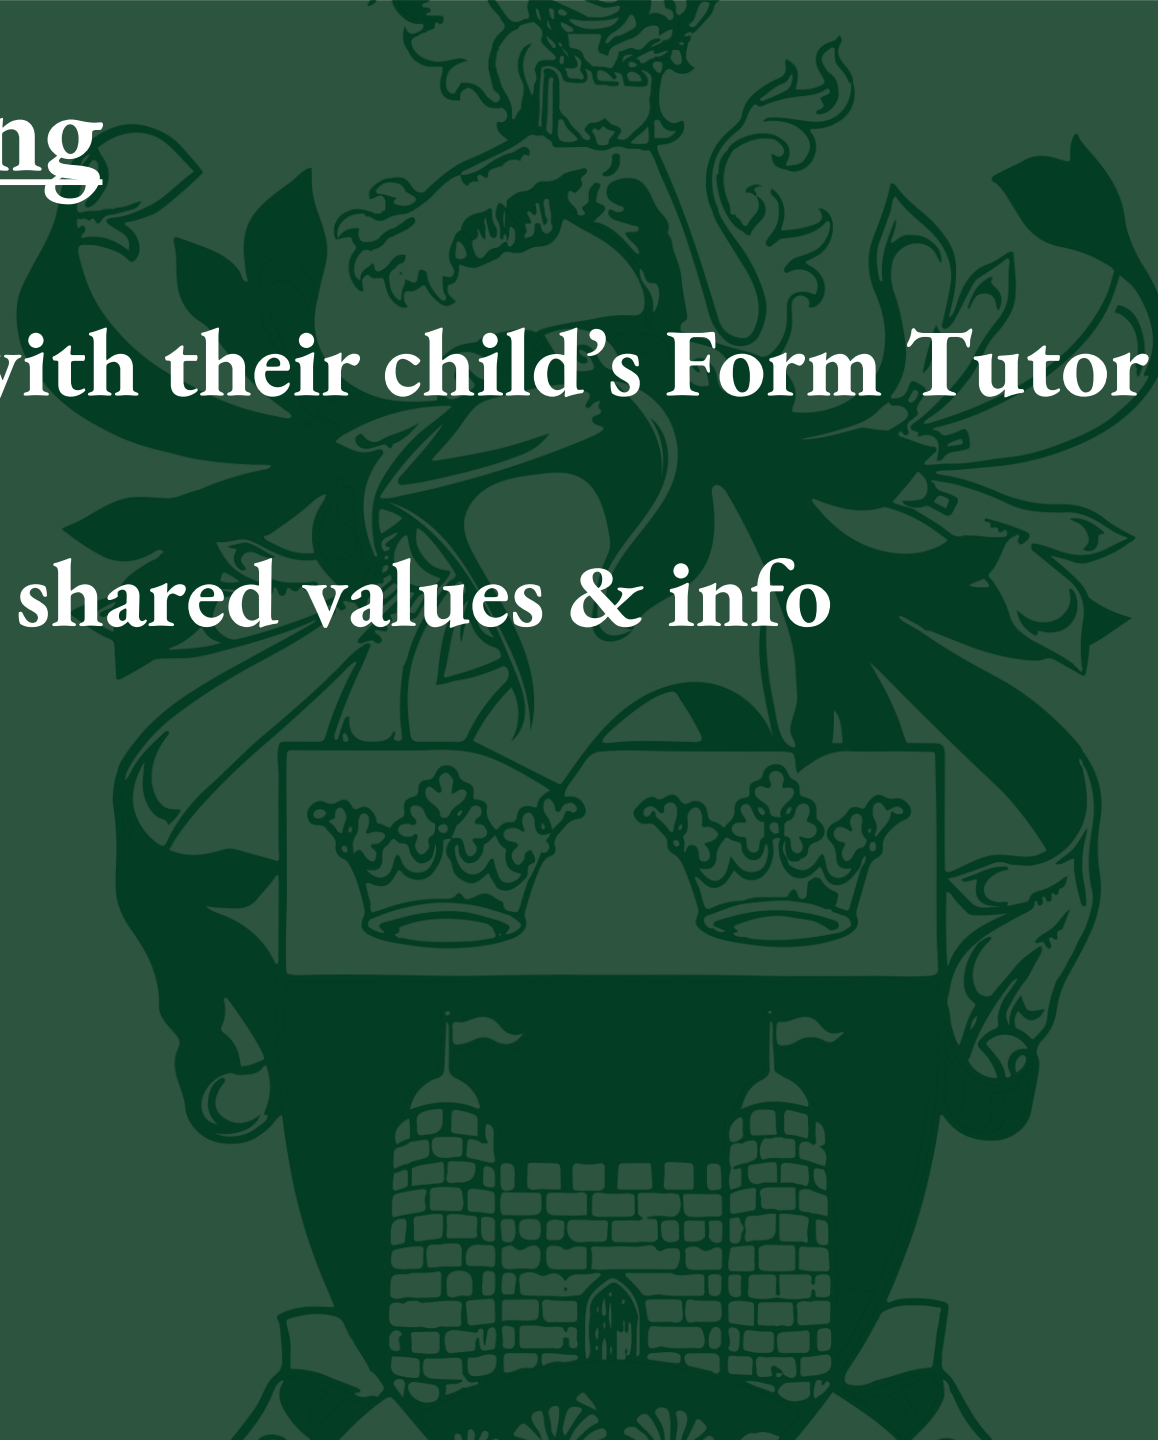 ng
with their child’s Form Tutor
shared values & info